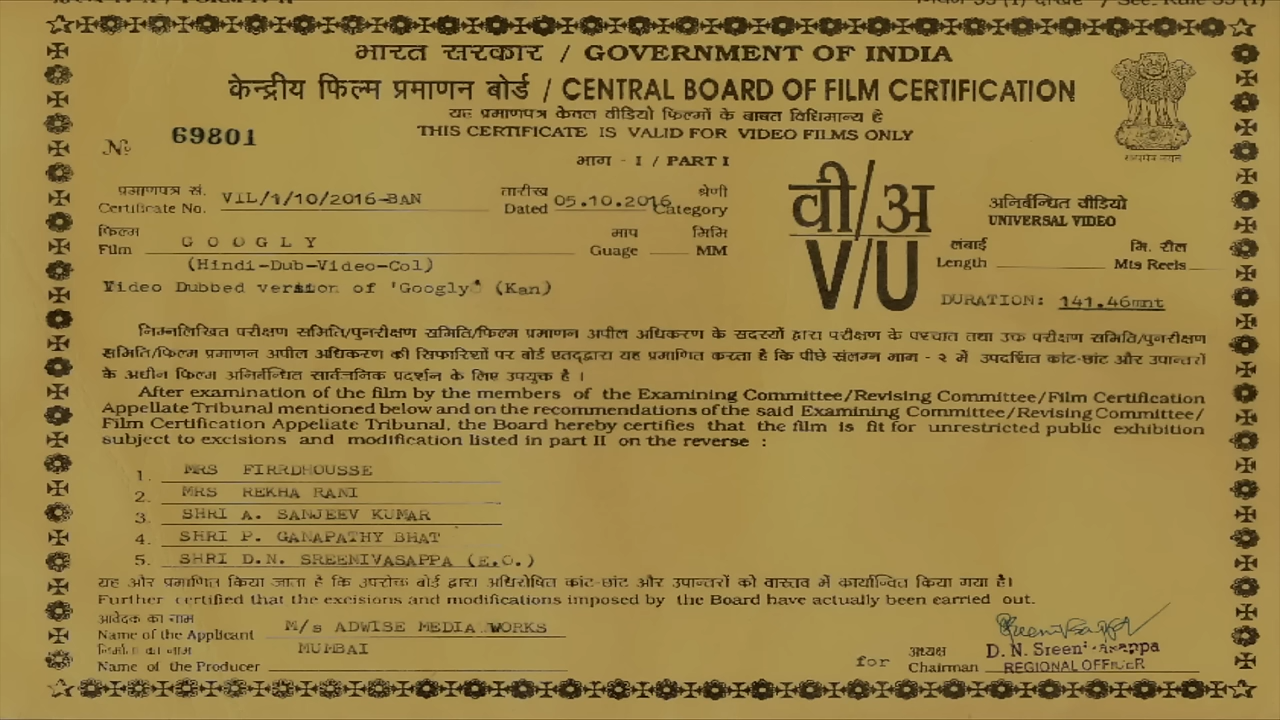 भारत सरकार / GOVERNMENT OF INDIA
केन्द्रीय फिल्म प्रमाणन बोर्ड / CENTRAL BOARD OF FILM CERTIFICATION
यह प्रमाणपत्र केवल वीडियो फिल्मों के बाबत विधिमान्य है
THIS CERTIFICATE IS VALID FOR VIDEO FILMS ONLY
№ 69801
भाग - I / PART I
प्रमाणपत्र सं. तारीख श्रेणी
Certificate No. VIL/1/10/2016-BAN Dated 05.10.2016 Category
वी/अ V/U
अनिर्बन्धित वीडियो
UNIVERSAL VIDEO
फिल्म माप मिमि
Film GOOGLY Guage MM
लंबाई मि. रील
Length Mts Reels
(Hindi-Dub-Video-Col)
Video Dubbed version of 'Googly' (Kan)
DURATION: 141.46mnt
निम्नलिखित परीक्षण समिति/पुनरीक्षण समिति/फिल्म प्रमाणन अपील अधिकरण के सदस्यों द्वारा परीक्षण के पश्चात तथा उक्त परीक्षण समिति/पुनरीक्षण
समिति/फिल्म प्रमाणन अपील अधिकरण की सिफारिशों पर बोर्ड एतद्द्वारा यह प्रमाणित करता है कि पीछे संलग्न भाग - २ में उपदर्शित कांट-छांट और उपान्तरों
के अधीन फिल्म अनिर्बन्धित सार्वजनिक प्रदर्शन के लिए उपयुक्त है ।
After examination of the film by the members of the Examining Committee/Revising Committee/Film Certification
Appellate Tribunal mentioned below and on the recommendations of the said Examining Committee/Revising Committee/
Film Certification Appeliate Tribunal, the Board hereby certifies that the film is fit for unrestricted public exhibition
subject to excisions and modification listed in part II on the reverse :
1. MRS FIRRDHOUSSE
2. MRS REKHA RANI
3. SHRI A. SANJEEV KUMAR
4. SHRI P. GANAPATHY BHAT
5. SHRI D.N. SREENIVASAPPA (E.O.)
यह और प्रमाणित किया जाता है कि उपरोक्त बोर्ड द्वारा अधिरोपित कांट-छांट और उपान्तरों को वास्तव में कार्यान्वित किया गया है।
Further certified that the excisions and modifications imposed by the Board have actually been carried out.
आवेदक का नाम
Name of the Applicant M/s ADWISE MEDIA WORKS
निर्माता का नाम MUMBAI
Name of the Producer
for अध्यक्ष
Chairman
D. N. Sreenivasappa
REGIONAL OFFICER